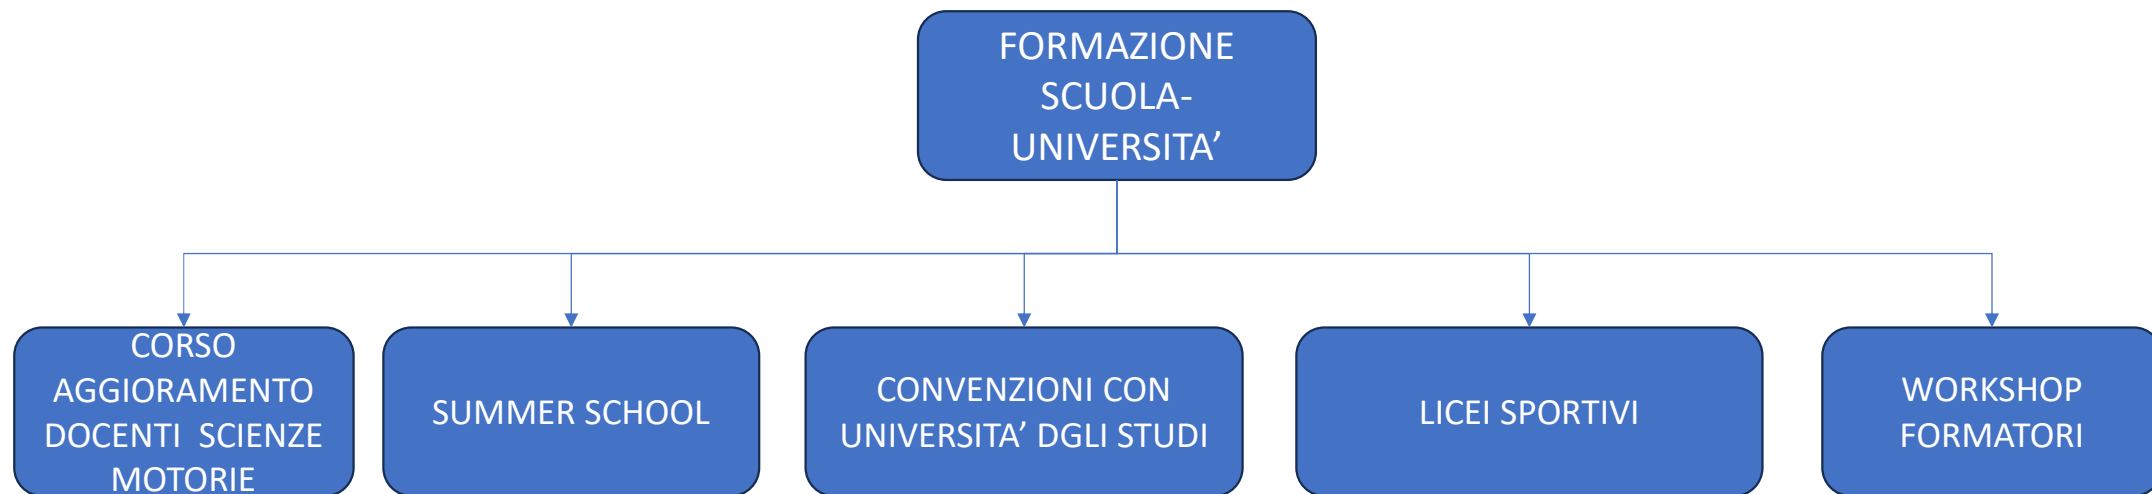 FORMAZIONE
SCUOLA-
UNIVERSITA’
CORSO
AGGIORAMENTO
DOCENTI  SCIENZE
MOTORIE
SUMMER SCHOOL
CONVENZIONI CON
UNIVERSITA’ DGLI STUDI
LICEI SPORTIVI
WORKSHOP
FORMATORI